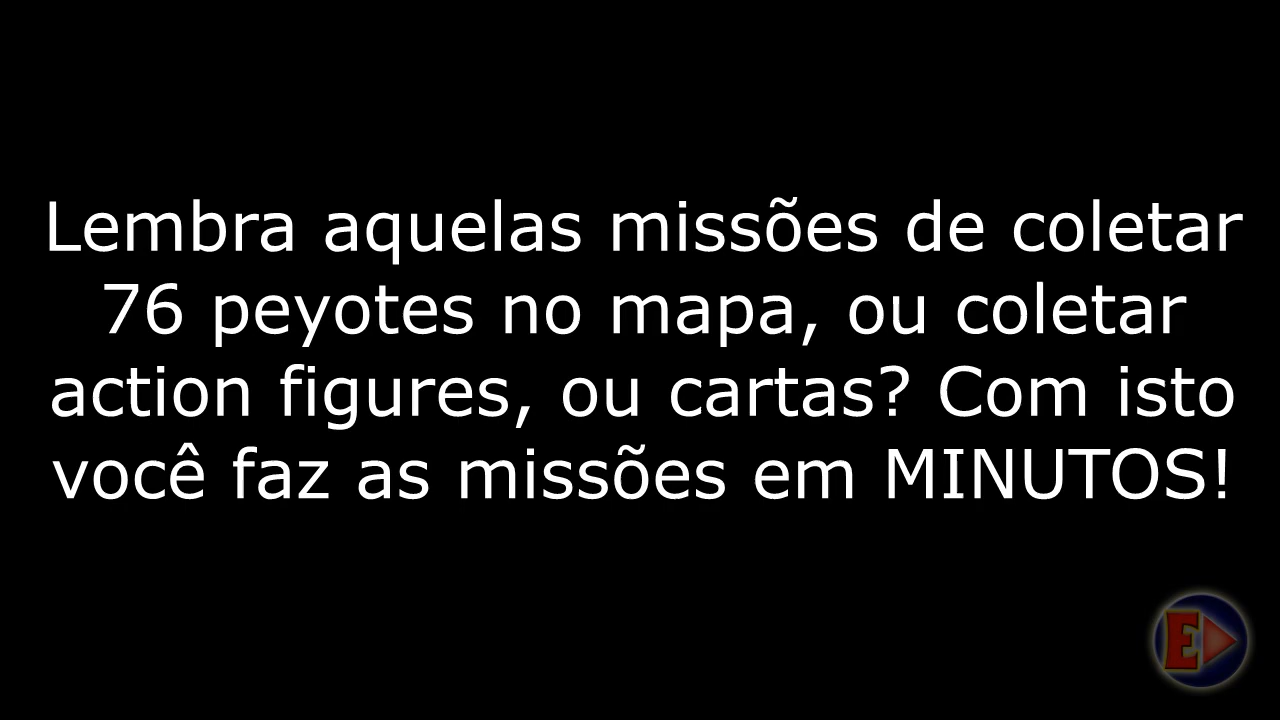 Lembra aquelas missões de coletar
76 peyotes no mapa, ou coletar
action figures, ou cartas? Com isto
você faz as missões em MINUTOS!
E